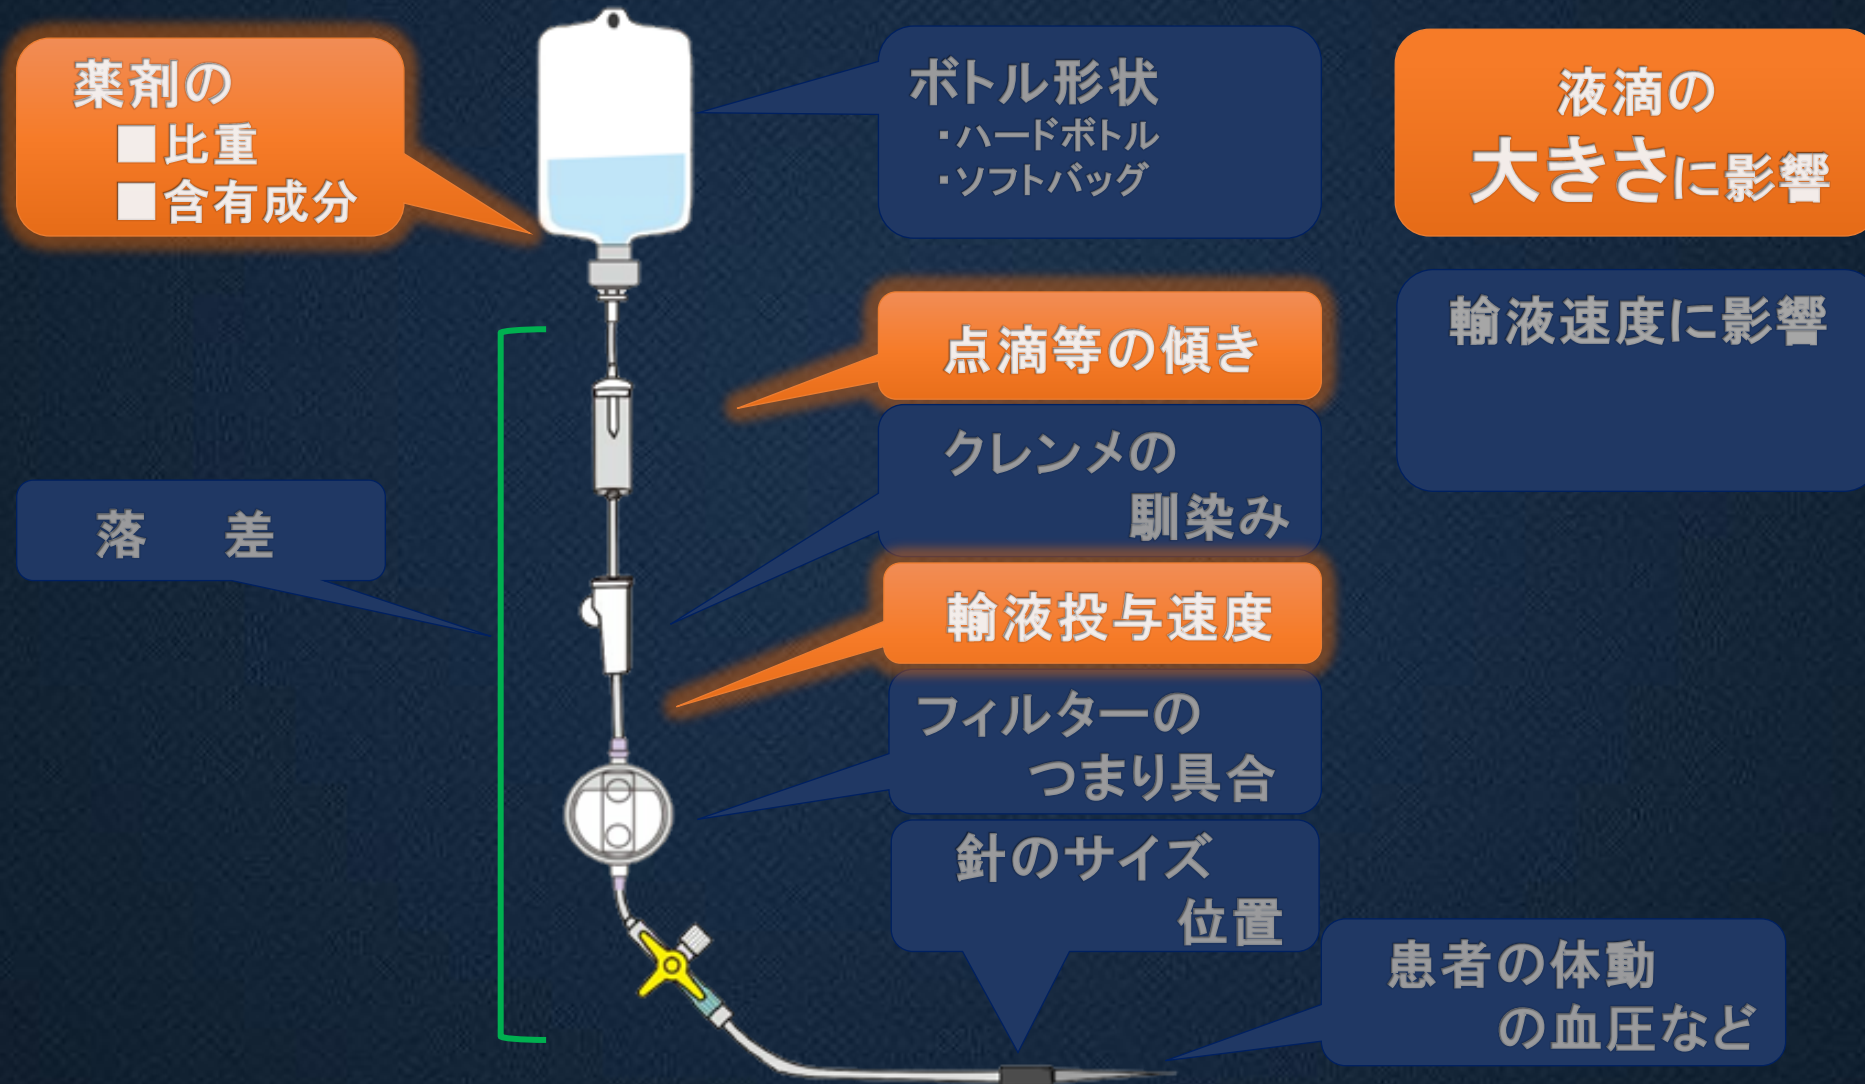 薬剤の
■比重
■含有成分
ボトル形状
・ハードボトル
・ソフトバッグ
液滴の
大きさに影響
輸液速度に影響
点滴等の傾き
クレンメの
馴染み
落 差
輸液投与速度
フィルターの
つまり具合
針のサイズ
位置
患者の体動
の血圧など